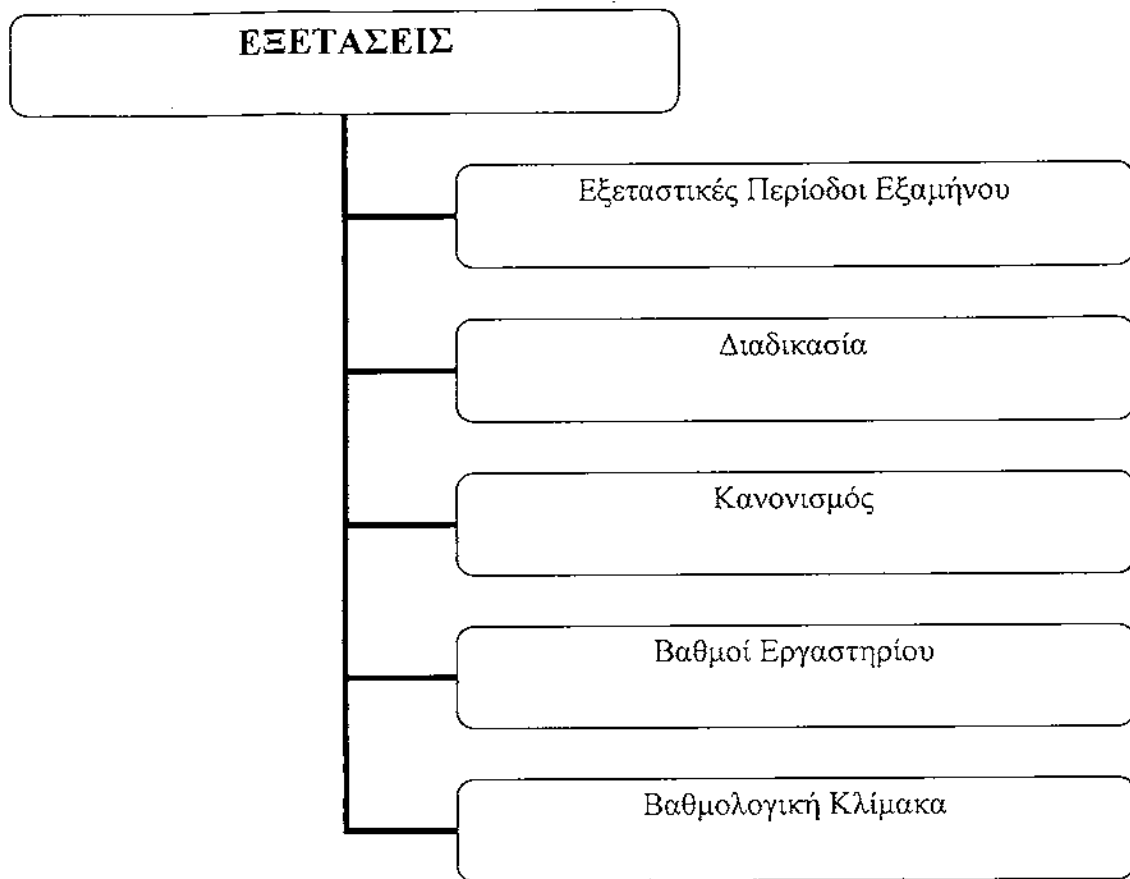 ΕΞΕΤΑΣΕΙΣ
Εξεταστικές Περίοδοι Εξαμήνου
Διαδικασία
Κανονισμός
Βαθμοί Εργαστηρίου
Βαθμολογική Κλίμακα